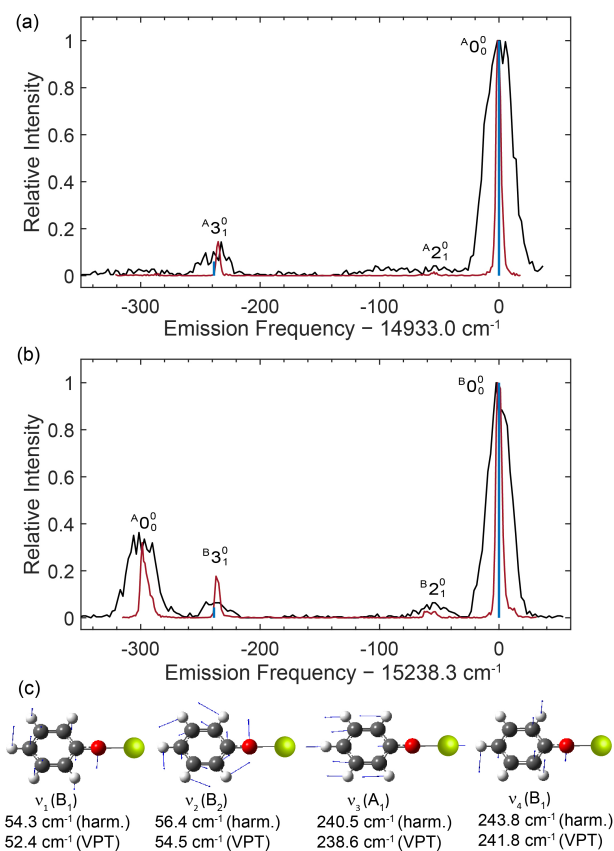 (a)
Relative Intensity
1
0.8
0.6
0.4
0.2
0
ᴬ3⁰₁
ᴬ2⁰₁
ᴬ0⁰₀
-300 -200 -100 0
Emission Frequency − 14933.0 cm⁻¹
(b)
Relative Intensity
1
0.8
0.6
0.4
0.2
0
ᴬ0⁰₀
ᴮ3⁰₁
ᴮ2⁰₁
ᴮ0⁰₀
-300 -200 -100 0
Emission Frequency − 15238.3 cm⁻¹
(c)
ν₁(B₁) ν₂(B₂) ν₃(A₁) ν₄(B₁)
54.3 cm⁻¹(harm.) 56.4 cm⁻¹(harm.) 240.5 cm⁻¹(harm.) 243.8 cm⁻¹(harm.)
52.4 cm⁻¹(VPT) 54.5 cm⁻¹(VPT) 238.6 cm⁻¹(VPT) 241.8 cm⁻¹(VPT)